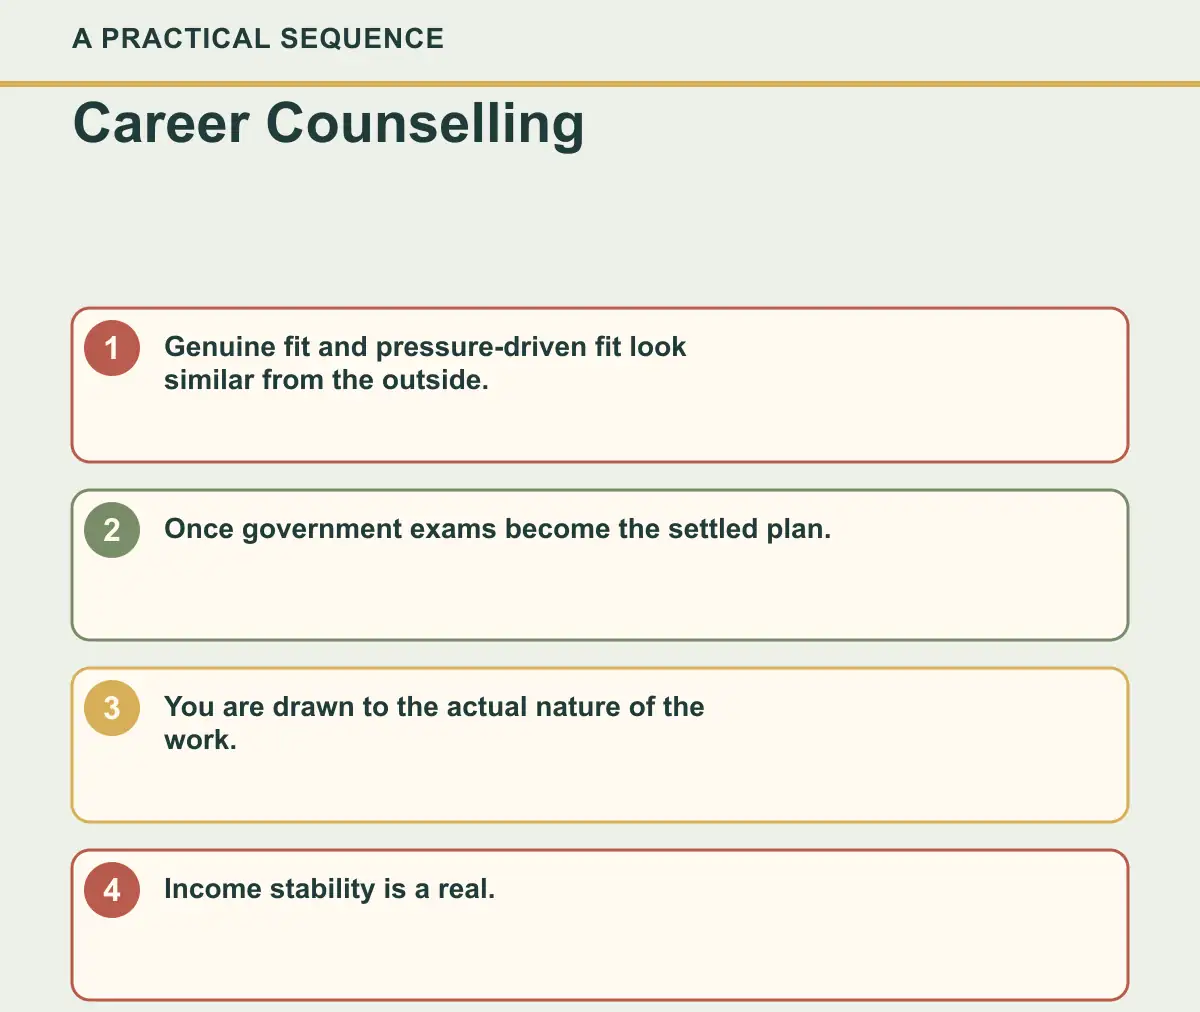 A PRACTICAL SEQUENCE
Career Counselling
1
Genuine fit and pressure-driven fit look
similar from the outside.
2
Once government exams become the settled plan.
3
You are drawn to the actual nature of the
work.
4
Income stability is a real.